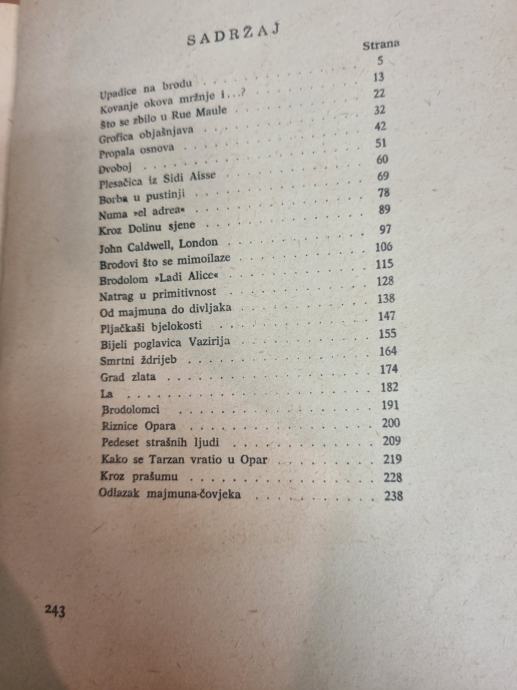 SADRŽAJ
Strana
Upadice na brodu . . . . . . . . . . . . 5
Kovanje okova mržnje i...? . . . . . . . . . 13
Što se zbilo u Rue Maule . . . . . . . . . . 22
Grofica objašnjava . . . . . . . . . . . . 32
Propala osnova . . . . . . . . . . . . . 42
Dvoboj . . . . . . . . . . . . . . . . 51
Plesačica iz Sidi Aisse . . . . . . . . . . 60
Borba u pustinji . . . . . . . . . . . . 69
Numa »el adrea« . . . . . . . . . . . . 78
Kroz Dolinu sjene . . . . . . . . . . . . 89
John Caldwell, London . . . . . . . . . . 97
Brodovi što se mimoilaze . . . . . . . . . 106
Brodolom »Ladi Alice« . . . . . . . . . . 115
Natrag u primitivnost . . . . . . . . . . 128
Od majmuna do divljaka . . . . . . . . . . 138
Pljačkaši bjelokosti . . . . . . . . . . . 147
Bijeli poglavica Vazirija . . . . . . . . . 155
Smrtni ždrijeb . . . . . . . . . . . . . 164
Grad zlata . . . . . . . . . . . . . . 174
La . . . . . . . . . . . . . . . . . 182
Brodolomci . . . . . . . . . . . . . . 191
Riznice Opara . . . . . . . . . . . . . 200
Pedeset strašnih ljudi . . . . . . . . . . 209
Kako se Tarzan vratio u Opar . . . . . . . . 219
Kroz prašumu . . . . . . . . . . . . . 228
Odlazak majmuna-čovjeka . . . . . . . . . 238
243